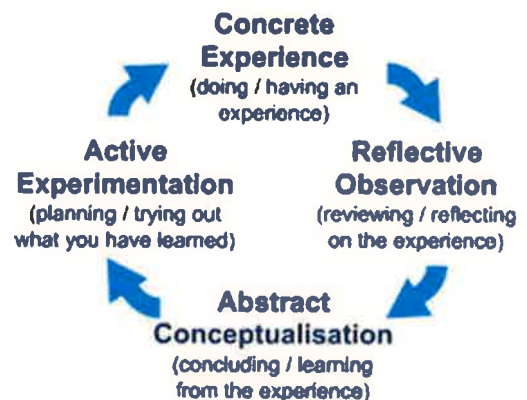 Concrete
Experience
(doing / having an
experience)
Reflective
Observation
(reviewing / reflecting
on the experience)
Abstract
Conceptualisation
(concluding / learning
from the experience)
Active
Experimentation
(planning / trying out
what you have learned)